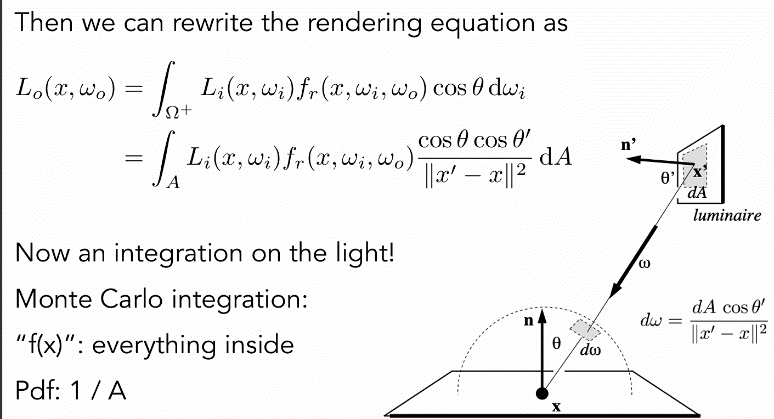 Then we can rewrite the rendering equation as
L_o(x, ω_o) = ∫_{Ω+} L_i(x, ω_i) f_r(x, ω_i, ω_o) cos θ dω_i
= ∫_A L_i(x, ω_i) f_r(x, ω_i, ω_o) \frac{cos θ cos θ′}{‖x′ − x‖²} dA
Now an integration on the light!
Monte Carlo integration:
“f(x)”: everything inside
Pdf: 1 / A
n'
θ'
x'
dA
luminaire
ω
dω = \frac{dA cos θ′}{‖x′ − x‖²}
n
θ
dω
x